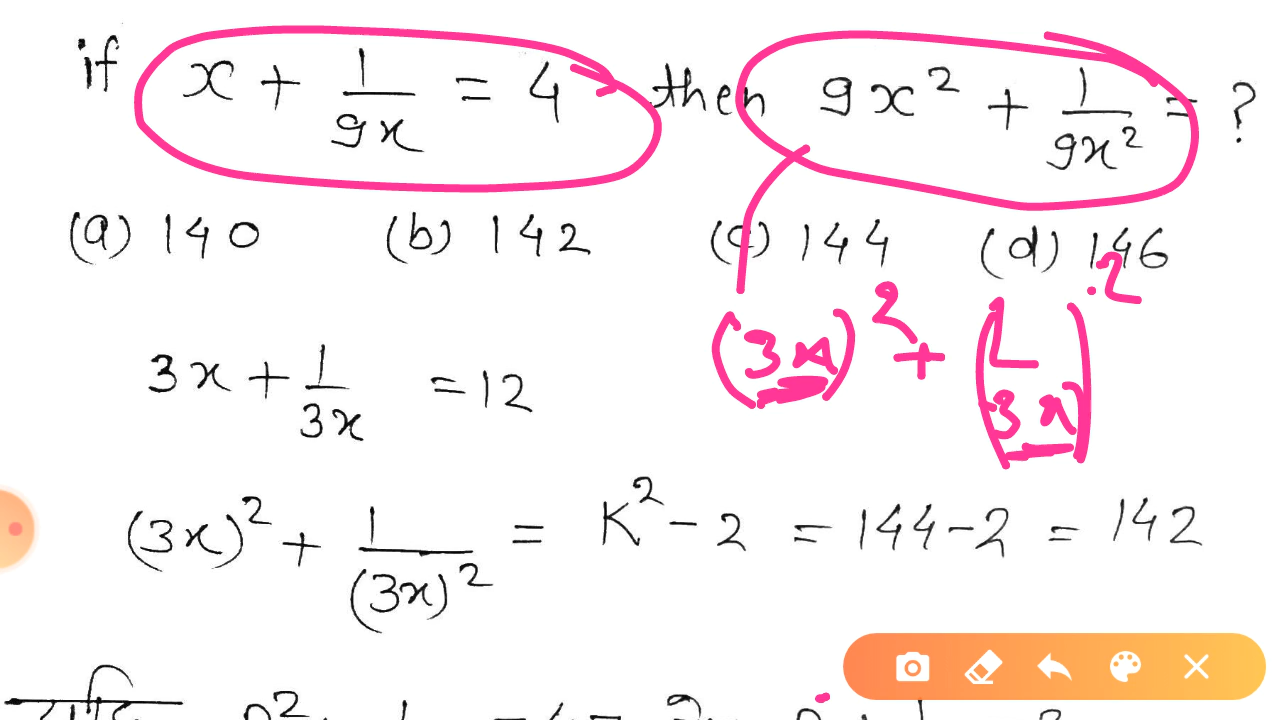 if x + 1/9x = 4 then 9x² + 1/9x² = ?
(a) 140 (b) 142 (c) 144 (d) 146
(3x)² + (1/3x)²
3x + 1/3x = 12
(3x)² + 1/(3x)² = K² - 2 = 144 - 2 = 142